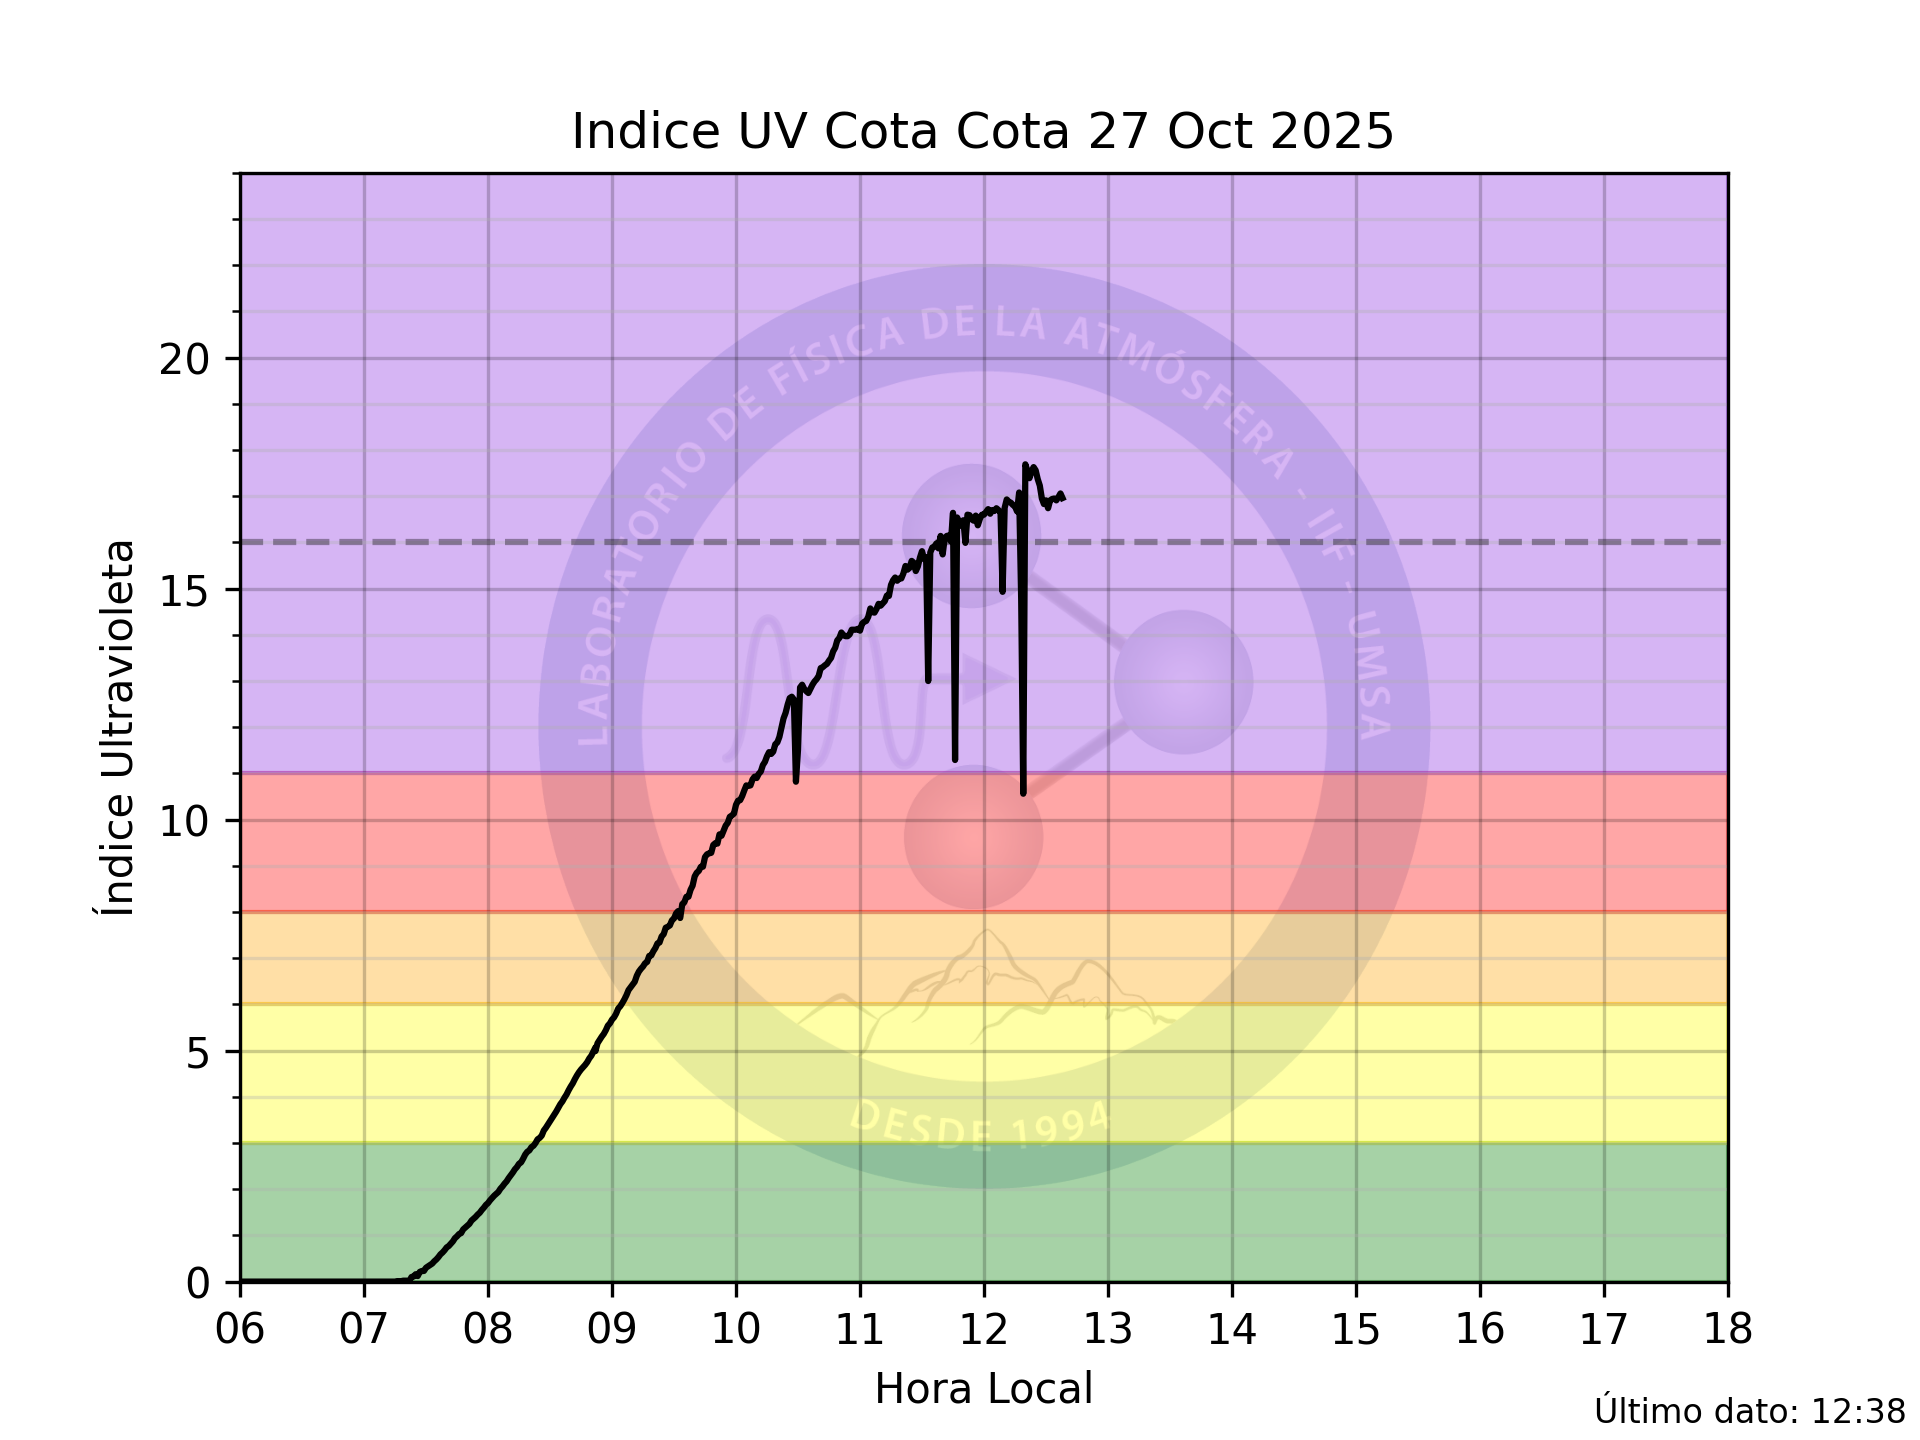 Indice UV Cota Cota 27 Oct 2025
Índice Ultravioleta
20
15
10
5
0
LABORATORIO DE FÍSICA DE LA ATMÓSFERA - IIF - UMSA
DESDE 1994
06 07 08 09 10 11 12 13 14 15 16 17 18
Hora Local
Último dato: 12:38